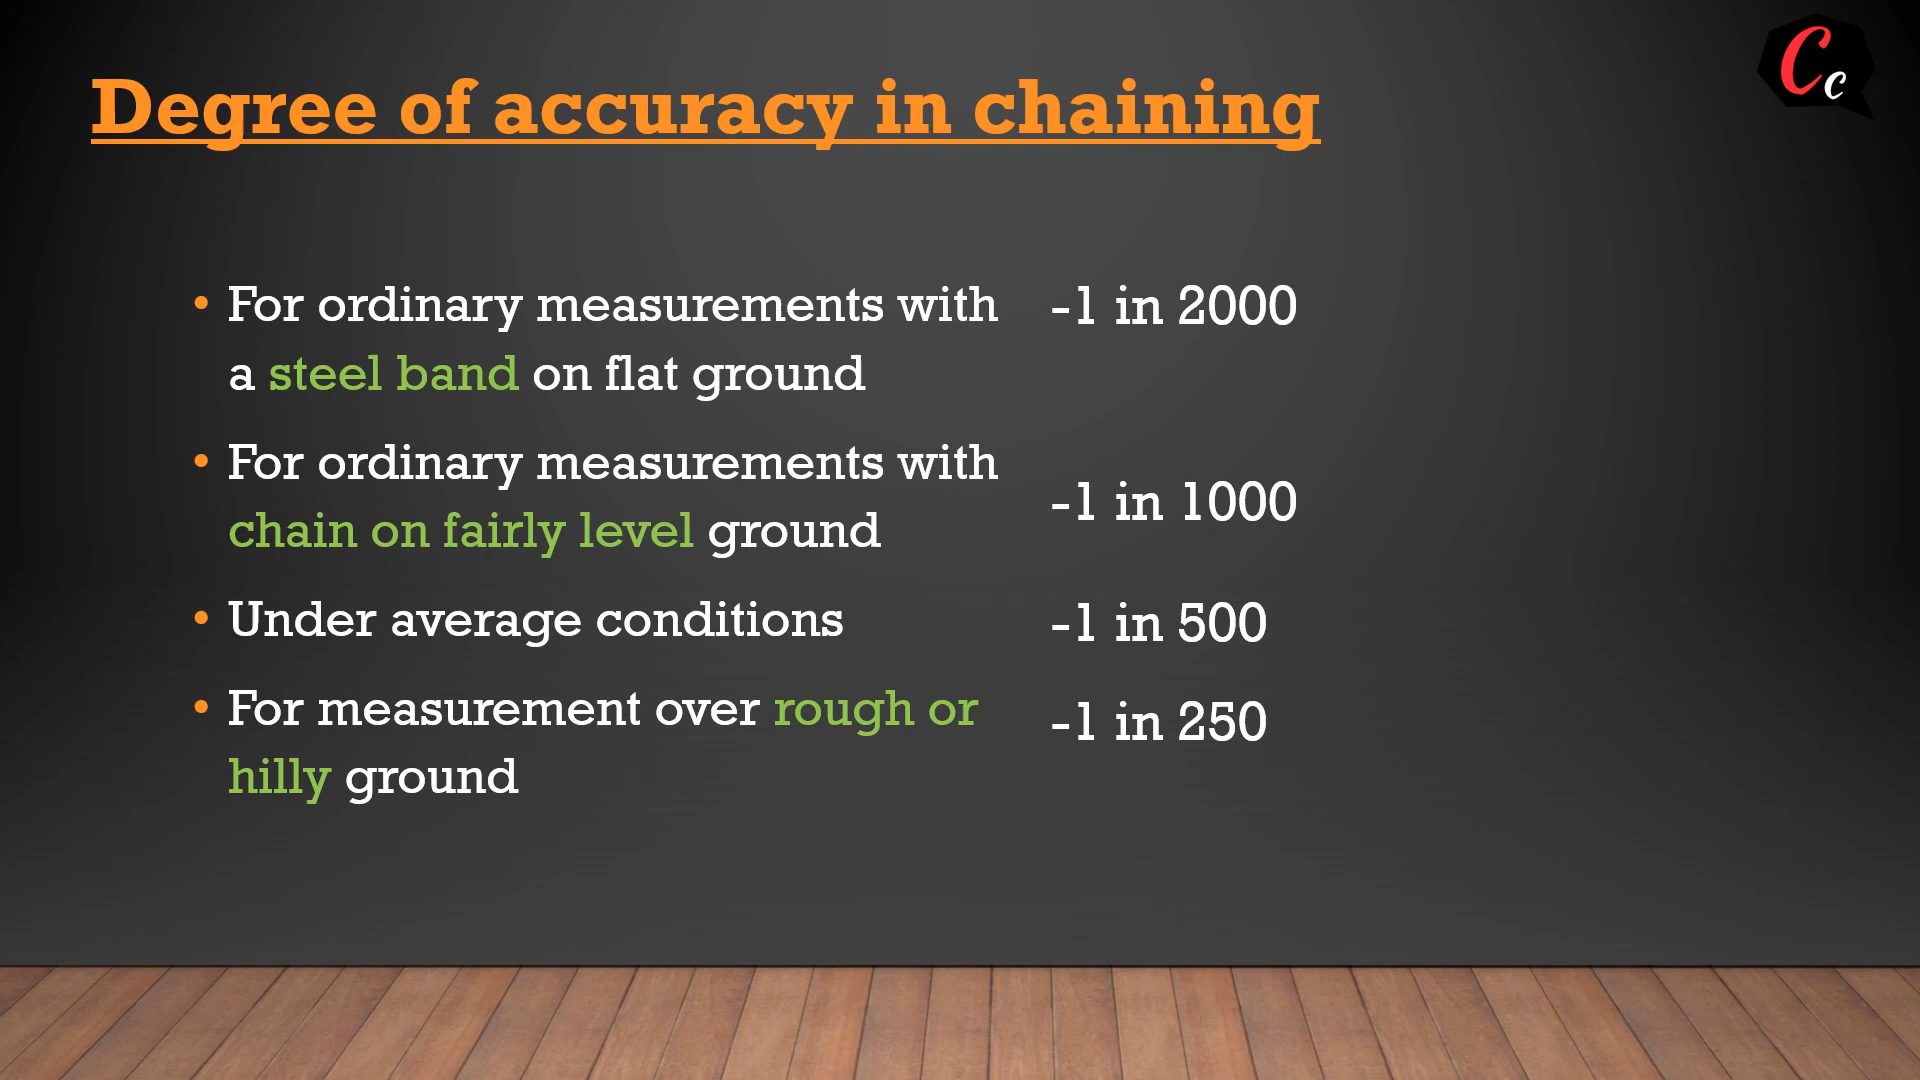 Degree of accuracy in chaining
Cc
• For ordinary measurements with
a steel band on flat ground
-1 in 2000
• For ordinary measurements with
chain on fairly level ground
-1 in 1000
• Under average conditions
-1 in 500
• For measurement over rough or
hilly ground
-1 in 250